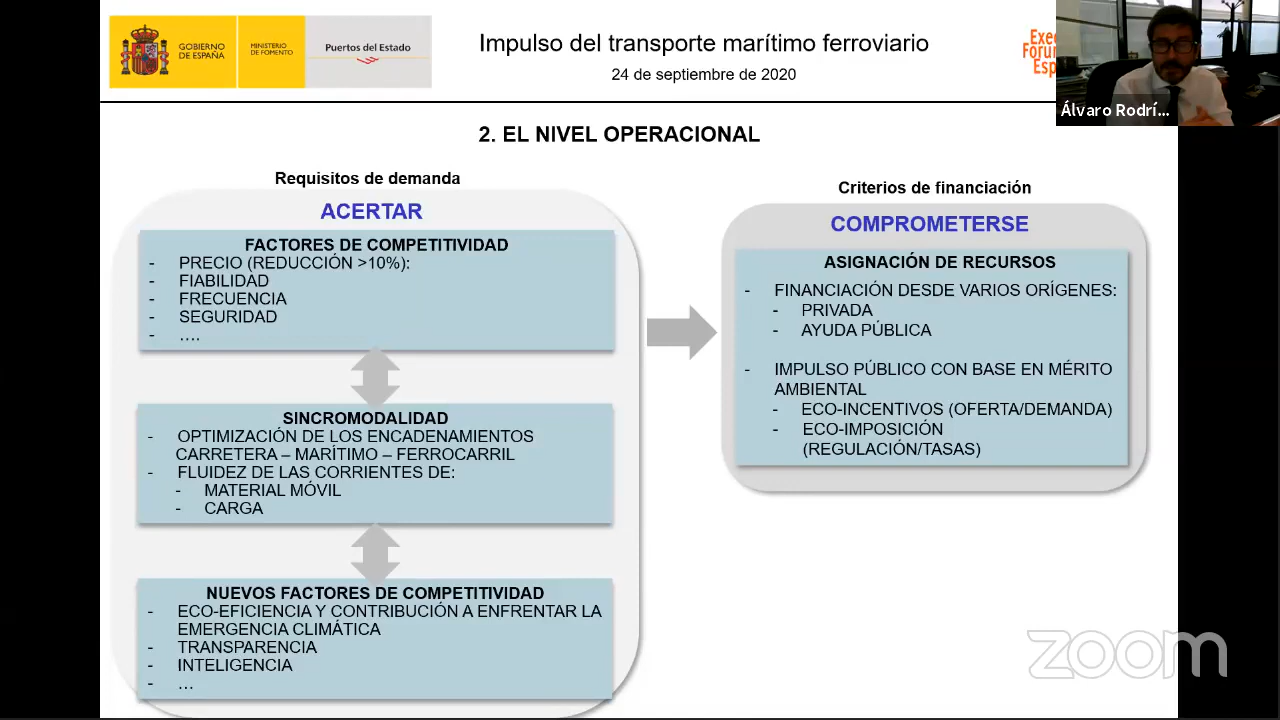 GOBIERNO
DE ESPAÑA
MINISTERIO
DE FOMENTO
Puertos del Estado
Impulso del transporte marítimo ferroviario
24 de septiembre de 2020
Álvaro Rodrí...
2. EL NIVEL OPERACIONAL
Requisitos de demanda
ACERTAR
FACTORES DE COMPETITIVIDAD
- PRECIO (REDUCCIÓN >10%):
- FIABILIDAD
- FRECUENCIA
- SEGURIDAD
- ….
SINCROMODALIDAD
- OPTIMIZACIÓN DE LOS ENCADENAMIENTOS
CARRETERA – MARÍTIMO – FERROCARRIL
- FLUIDEZ DE LAS CORRIENTES DE:
- MATERIAL MÓVIL
- CARGA
NUEVOS FACTORES DE COMPETITIVIDAD
- ECO-EFICIENCIA Y CONTRIBUCIÓN A ENFRENTAR LA
EMERGENCIA CLIMÁTICA
- TRANSPARENCIA
- INTELIGENCIA
- …
Criterios de financiación
COMPROMETERSE
ASIGNACIÓN DE RECURSOS
- FINANCIACIÓN DESDE VARIOS ORÍGENES:
- PRIVADA
- AYUDA PÚBLICA
- IMPULSO PÚBLICO CON BASE EN MÉRITO
AMBIENTAL
- ECO-INCENTIVOS (OFERTA/DEMANDA)
- ECO-IMPOSICIÓN
(REGULACIÓN/TASAS)
zoom